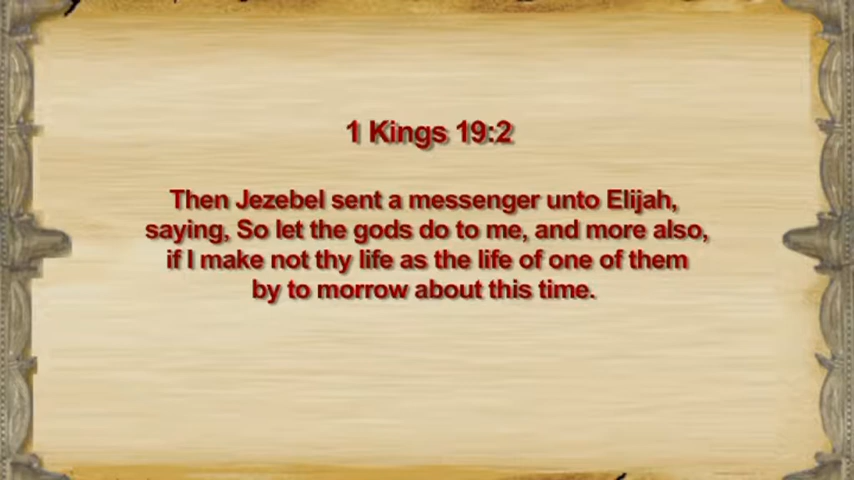 1 Kings 19:2
Then Jezebel sent a messenger unto Elijah,
saying, So let the gods do to me, and more also,
if I make not thy life as the life of one of them
by to morrow about this time.